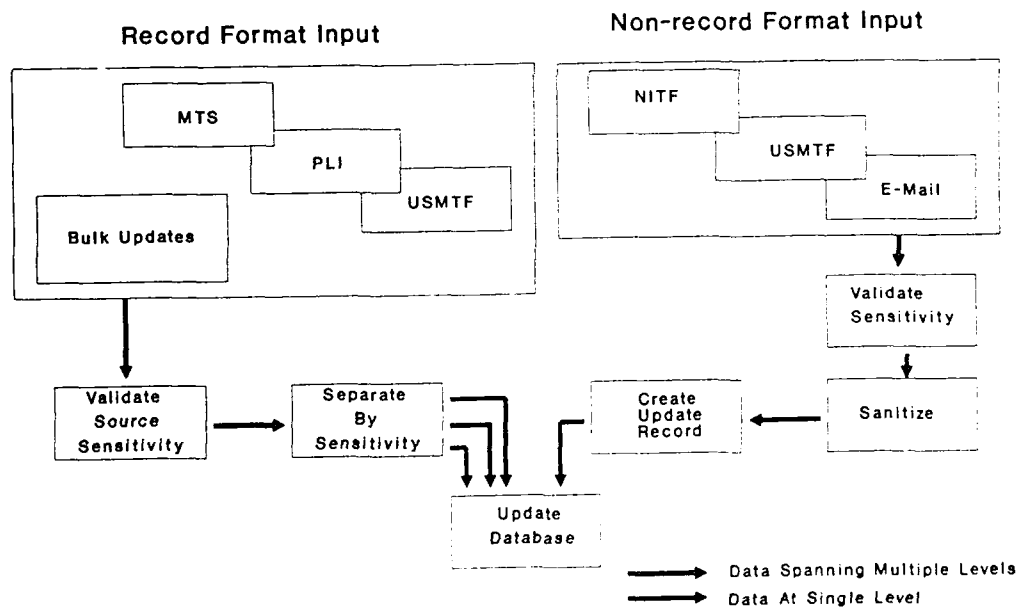 Record Format Input
Non-record Format Input
MTS
PLI
USMTF
Bulk Updates
NITF
USMTF
E-Mail
Validate
Sensitivity
Validate
Source
Sensitivity
Separate
By
Sensitivity
Create
Update
Record
Sanitize
Update
Database
Data Spanning Multiple Levels
Data At Single Level